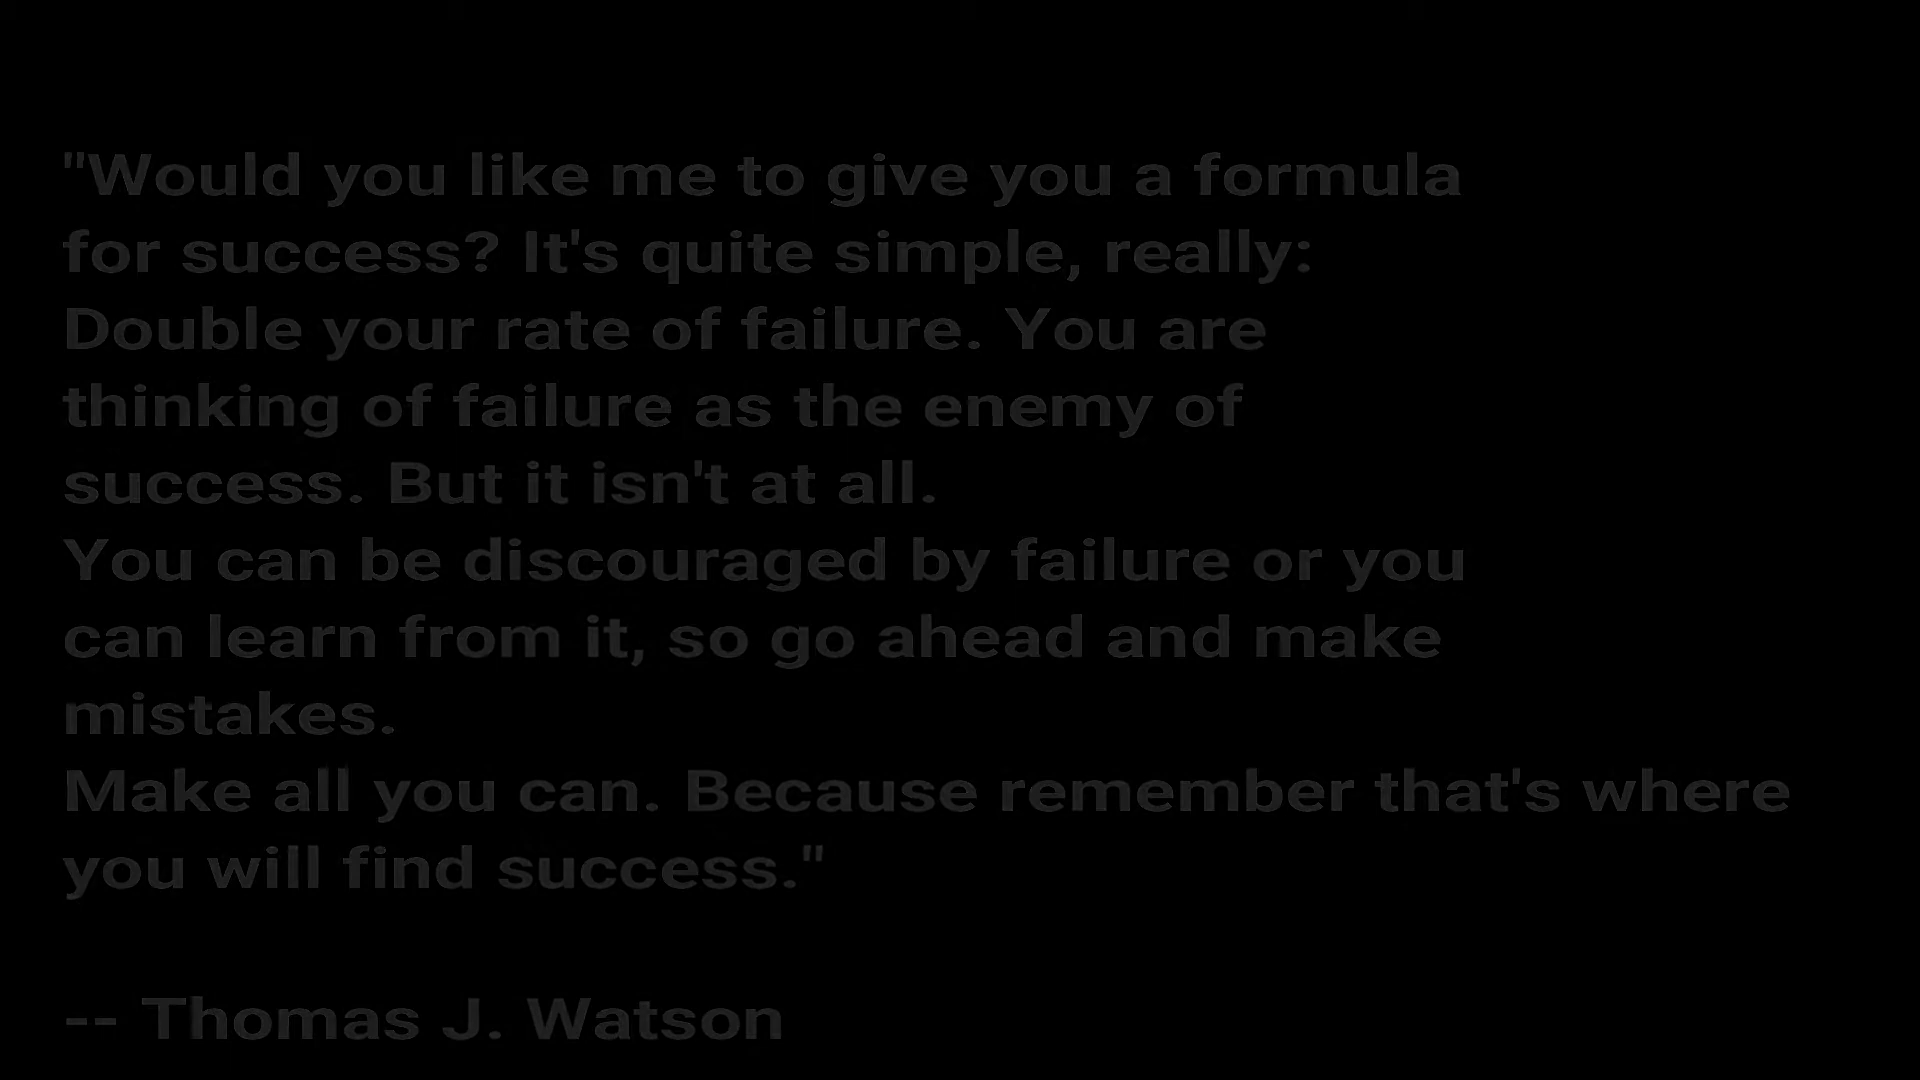 "Would you like me to give you a formula
for success? It's quite simple, really:
Double your rate of failure. You are
thinking of failure as the enemy of
success. But it isn't at all.
You can be discouraged by failure or you
can learn from it, so go ahead and make
mistakes.
Make all you can. Because remember that's where
you will find success."
-- Thomas J. Watson